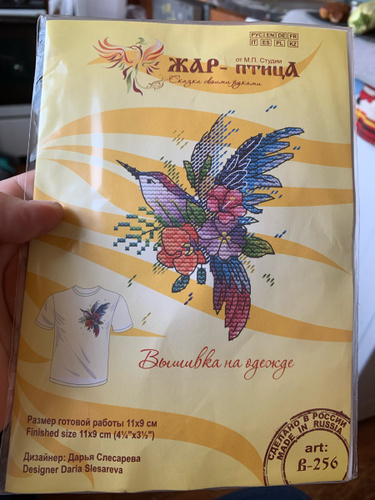 РУС EN DE FR
IT ES PL KZ
от М.П. Студии
ЖАР-ПТИЦА
Сказка своими руками
Вышивка на одежде
Размер готовой работы 11x9 см
Finished size 11x9 cm (4¼"x3½")
Дизайнер: Дарья Слесарева
Designer Daria Slesareva
СДЕЛАНО В РОССИИ
MADE IN RUSSIA
art:
В-256